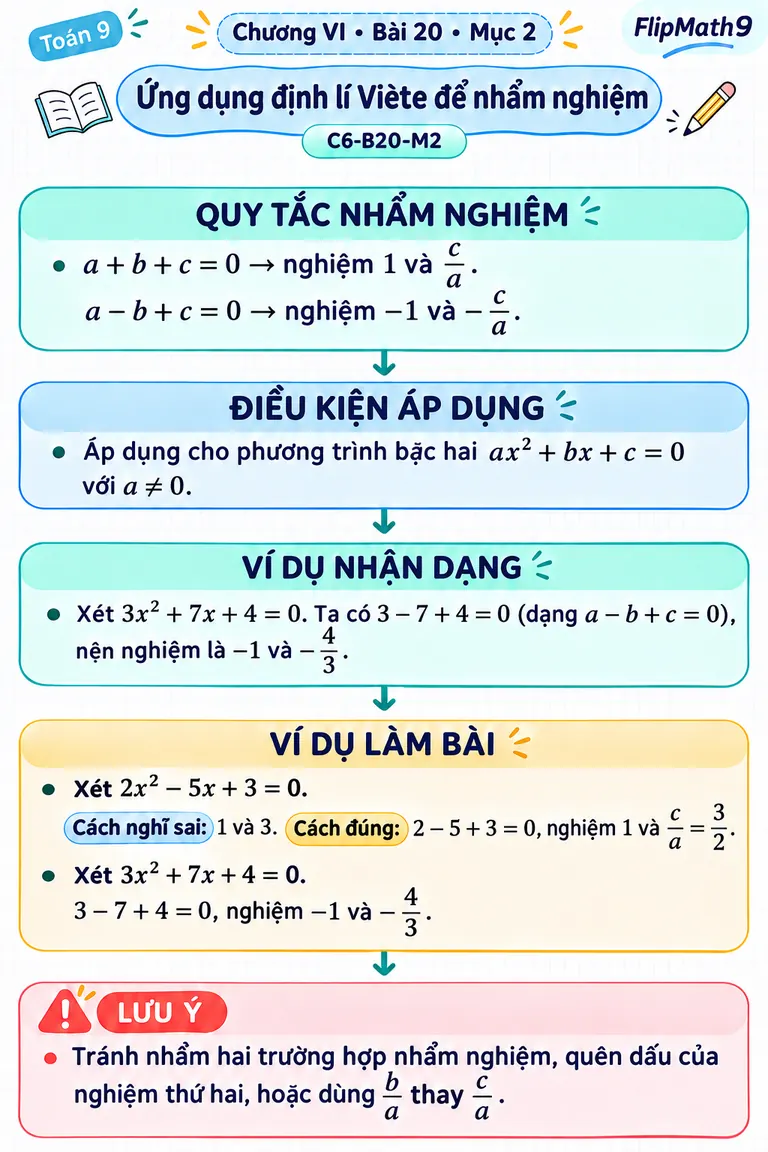 Toán 9
Chương VI • Bài 20 • Mục 2
FlipMath9
Ứng dụng định lí Viète để nhẩm nghiệm
C6-B20-M2
QUY TẮC NHẨM NGHIỆM
• a + b + c = 0 → nghiệm 1 và c/a.
a − b + c = 0 → nghiệm −1 và −c/a.
ĐIỀU KIỆN ÁP DỤNG
• Áp dụng cho phương trình bặc hai ax² + bx + c = 0
với a ≠ 0.
VÍ DỤ NHẬN DẠNG
• Xét 3x² + 7x + 4 = 0. Ta có 3 − 7 + 4 = 0 (dạng a − b + c = 0),
nện nghiệm là −1 và −4/3.
VÍ DỤ LÀM BÀI
• Xét 2x² − 5x + 3 = 0.
Cách nghĩ sai: 1 và 3. Cách đúng: 2 − 5 + 3 = 0, nghiệm 1 và c/a = 3/2.
• Xét 3x² + 7x + 4 = 0.
3 − 7 + 4 = 0, nghiệm −1 và −4/3.
LƯU Ý
• Tránh nhầm hai trường hợp nhẩm nghiệm, quên dấu của
nghiệm thứ hai, hoặc dùng b/a thay c/a.